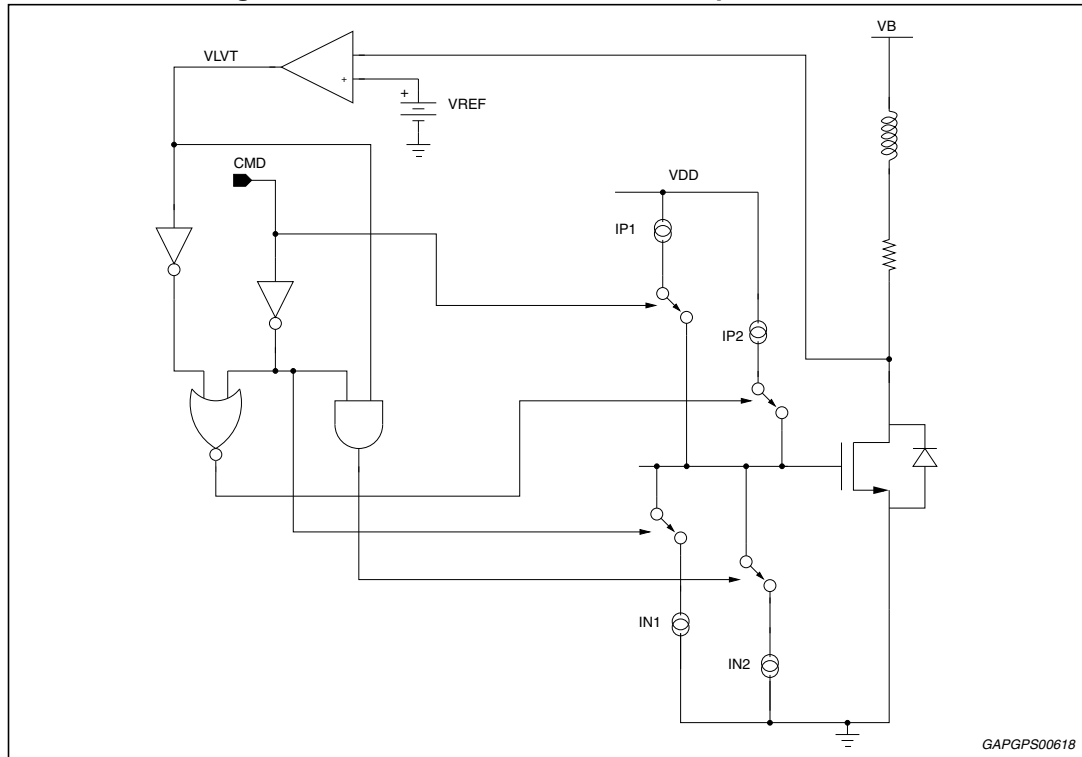 VB
VLVT
+
+
VREF
CMD
VDD
IP1
IP2
IN1
IN2
GAPGPS00618